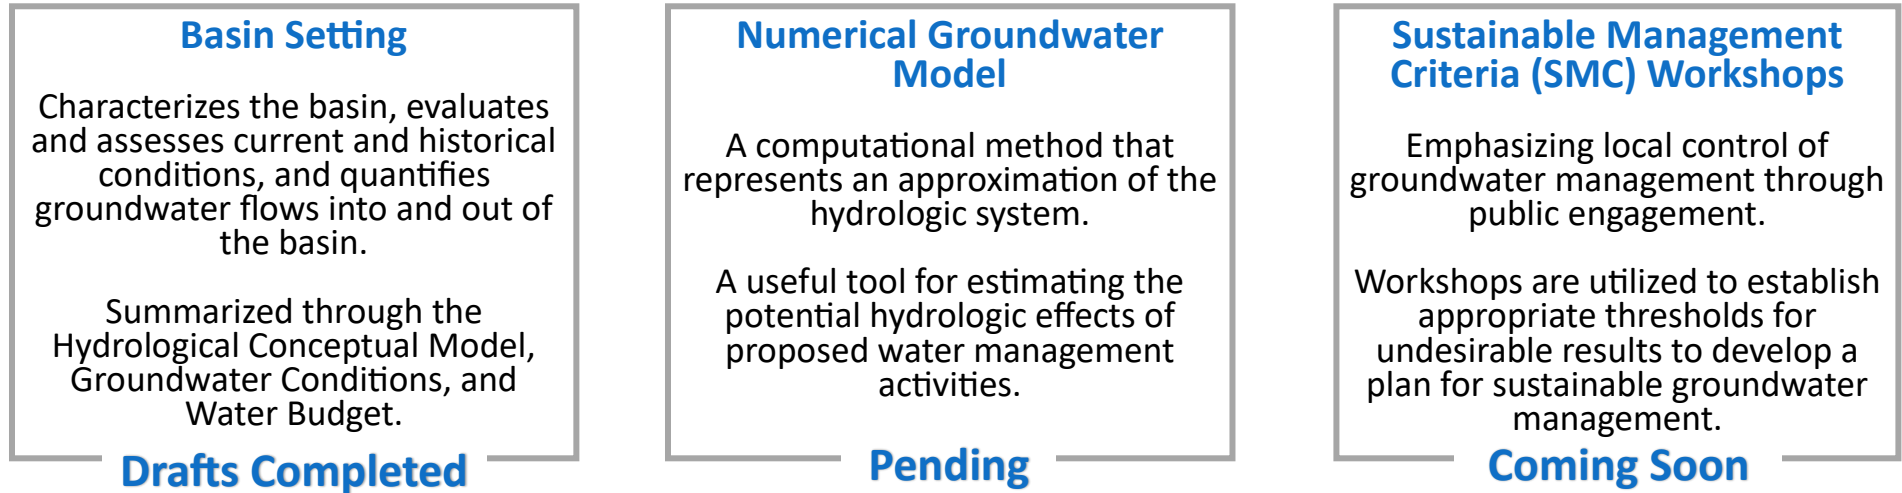 Basin Setting
Characterizes the basin, evaluates
and assesses current and historical
conditions, and quantifies
groundwater flows into and out of
the basin.
Summarized through the
Hydrological Conceptual Model,
Groundwater Conditions, and
Water Budget.
Drafts Completed
Numerical Groundwater
Model
A computational method that
represents an approximation of the
hydrologic system.
A useful tool for estimating the
potential hydrologic effects of
proposed water management
activities.
Pending
Sustainable Management
Criteria (SMC) Workshops
Emphasizing local control of
groundwater management through
public engagement.
Workshops are utilized to establish
appropriate thresholds for
undesirable results to develop a
plan for sustainable groundwater
management.
Coming Soon